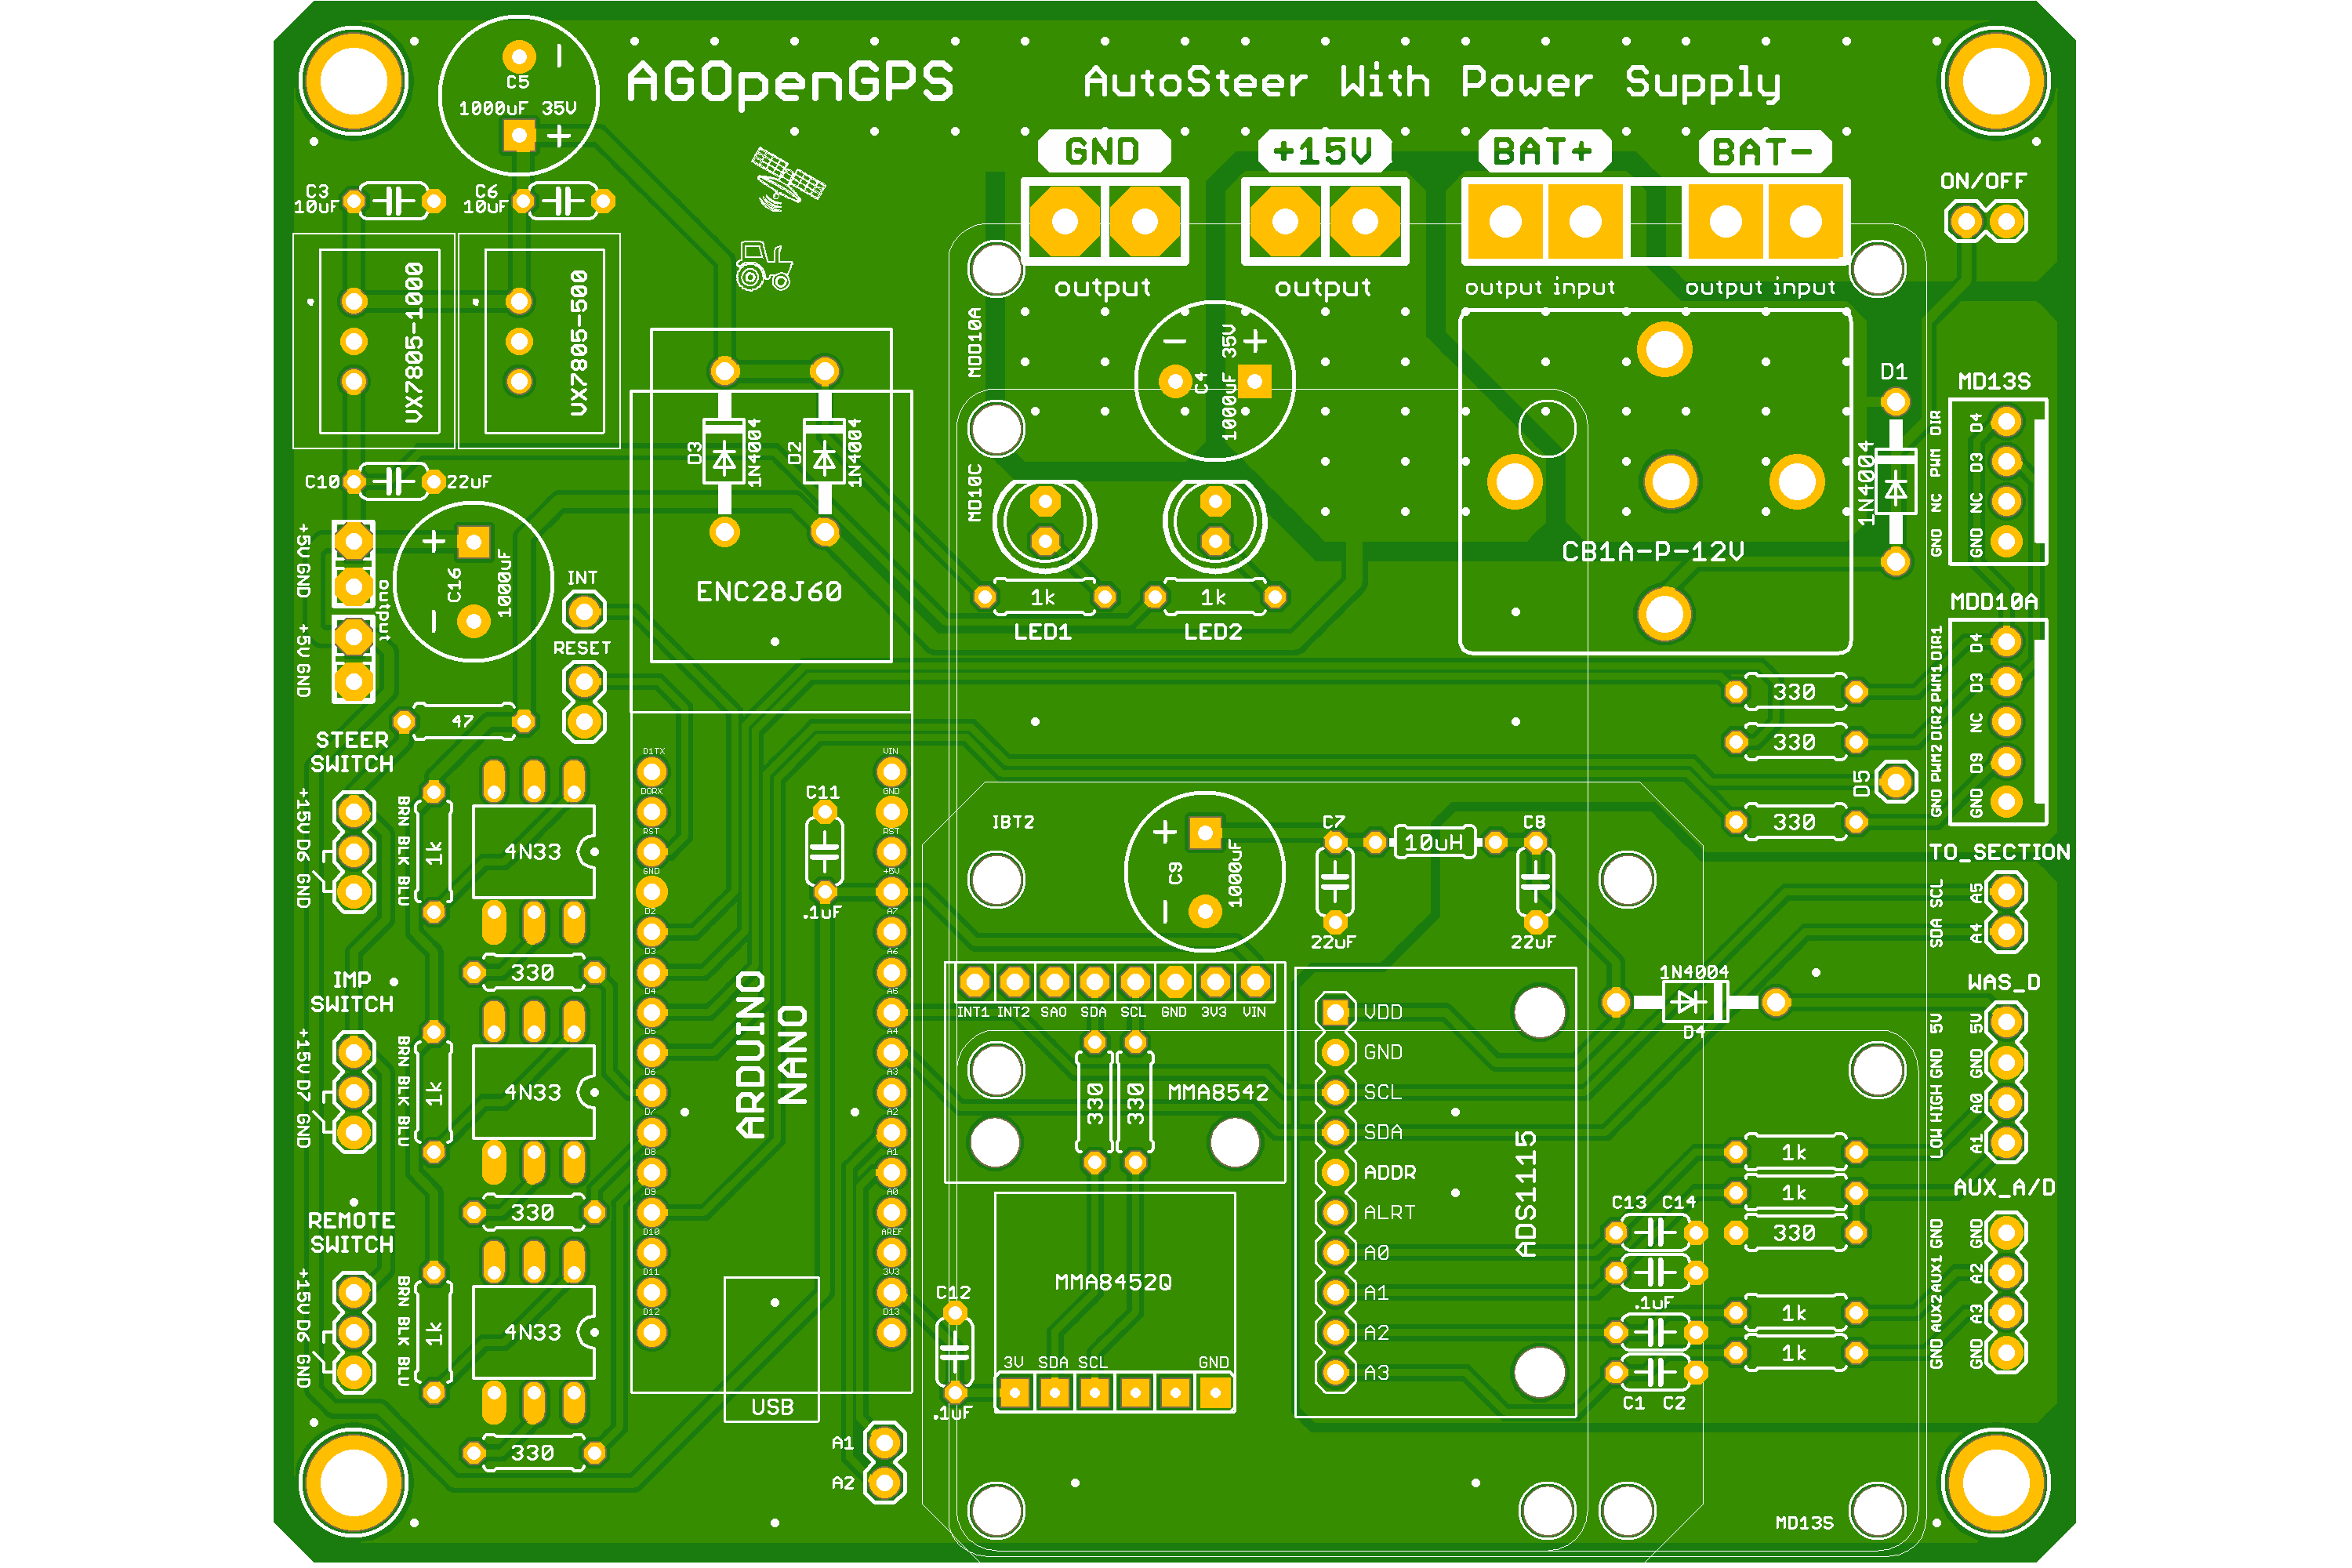 AGOpenGPS
AutoSteer With Power Supply
C5
1000uF 35V
GND
+15V
BAT+
BAT-
C3
10uF
C6
10uF
ON/OFF
output
output
output input
output input
VX7805-1000
VX7805-500
MDD10A
C4
1000uF 35V
D1
MD13S
D3
1N4004
D2
1N4004
MD10C
1N4004
DIR
PWM
NC
GND
D4
D3
NC
GND
C10
22uF
+5V GND
output
+5V GND
C16
1000uF
INT
RESET
ENC28J60
1k
LED1
1k
LED2
CB1A-P-12V
MDD10A
DIR1
PWM1
DIR2
PWM2
GND
D4
D3
NC
D9
GND
330
330
330
D5
47
STEER
SWITCH
+15V D6 GND
BRN BLK BLU
1k
4N33
330
IMP
SWITCH
+15V D7 GND
BRN BLK BLU
1k
4N33
330
REMOTE
SWITCH
+15V D6 GND
BRN BLK BLU
1k
4N33
330
D1TX
D0RX
RST
GND
D2
D3
D4
D5
D6
D7
D8
D9
D10
D11
D12
VIN
GND
RST
+5V
A7
A6
A5
A4
A3
A2
A1
A0
AREF
3V3
D13
C11
.1uF
ARDUINO
NANO
USB
A1
A2
C12
.1uF
IBT2
C9
1000uF
C7
22uF
10uH
C8
22uF
INT1 INT2 SAO SDA SCL GND 3V3 VIN
330
330
MMA8542
MMA8452Q
3V SDA SCL GND
VDD
GND
SCL
SDA
ADDR
ALRT
A0
A1
A2
A3
ADS1115
1N4004
D4
TO_SECTION
SCL
SDA
A5
A4
WAS_D
5V
GND
HIGH
LOW
5V
GND
A0
A1
1k
1k
330
1k
1k
C13 C14
.1uF
C1 C2
AUX_A/D
GND
AUX1
AUX2
GND
GND
A2
A3
GND
MD13S